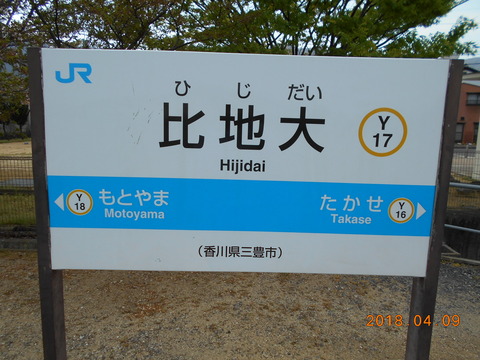 JR
ひじだい
比地大
Hijidai
Y
17
Y
18
もとやま
Motoyama
たかせ
Takase
Y
16
(香川県三豊市)
2018.04.09